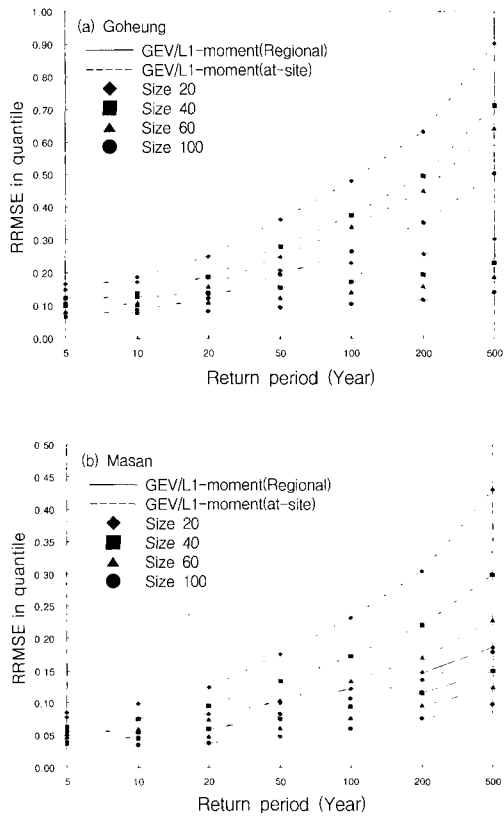 (a) Goheung
GEV/L1-moment(Regional)
GEV/L1-moment(at-site)
Size 20
Size 40
Size 60
Size 100
RRMSE in quantile
1.00
0.90
0.80
0.70
0.60
0.50
0.40
0.30
0.20
0.10
0.00
5 10 20 50 100 200 500
Return period (Year)
(b) Masan
GEV/L1-moment(Regional)
GEV/L1-moment(at-site)
Size 20
Size 40
Size 60
Size 100
RRMSE in quantile
0.50
0.45
0.40
0.35
0.30
0.25
0.20
0.15
0.10
0.05
0.00
5 10 20 50 100 200 500
Return period (Year)